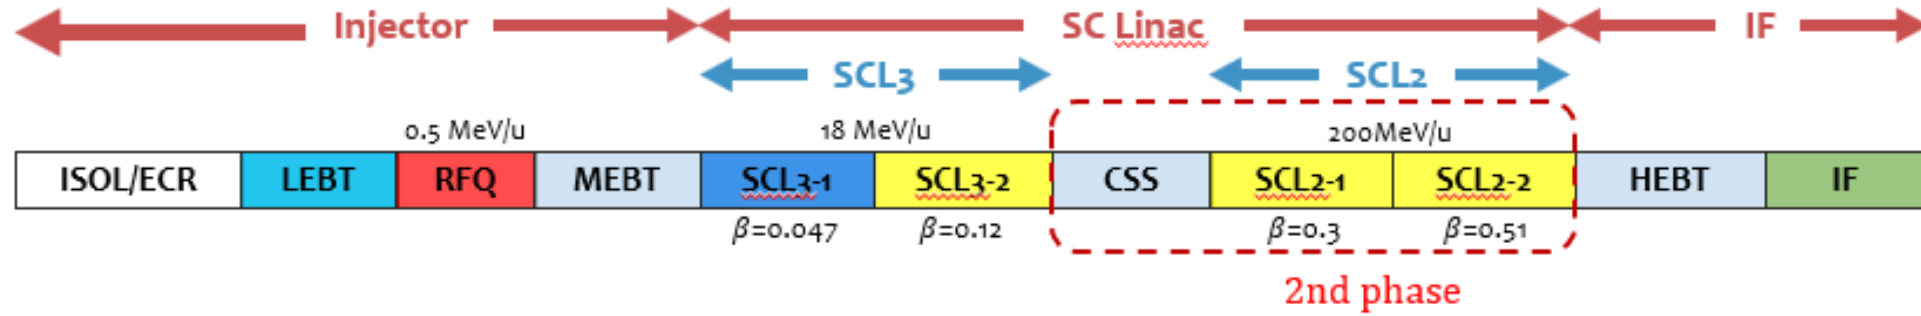 Injector SC Linac IF
SCL3 SCL2
0.5 MeV/u 18 MeV/u 200MeV/u
ISOL/ECR LEBT RFQ MEBT SCL3-1 SCL3-2 CSS SCL2-1 SCL2-2 HEBT IF
β=0.047 β=0.12 β=0.3 β=0.51
2nd phase